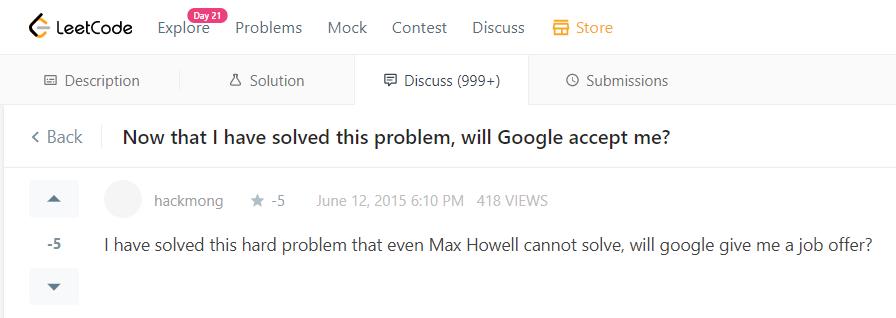 LeetCode Explore Day 21 Problems Mock Contest Discuss Store
Description Solution Discuss (999+) Submissions
Back Now that I have solved this problem, will Google accept me?
hackmong -5 June 12, 2015 6:10 PM 418 VIEWS
-5 I have solved this hard problem that even Max Howell cannot solve, will google give me a job offer?